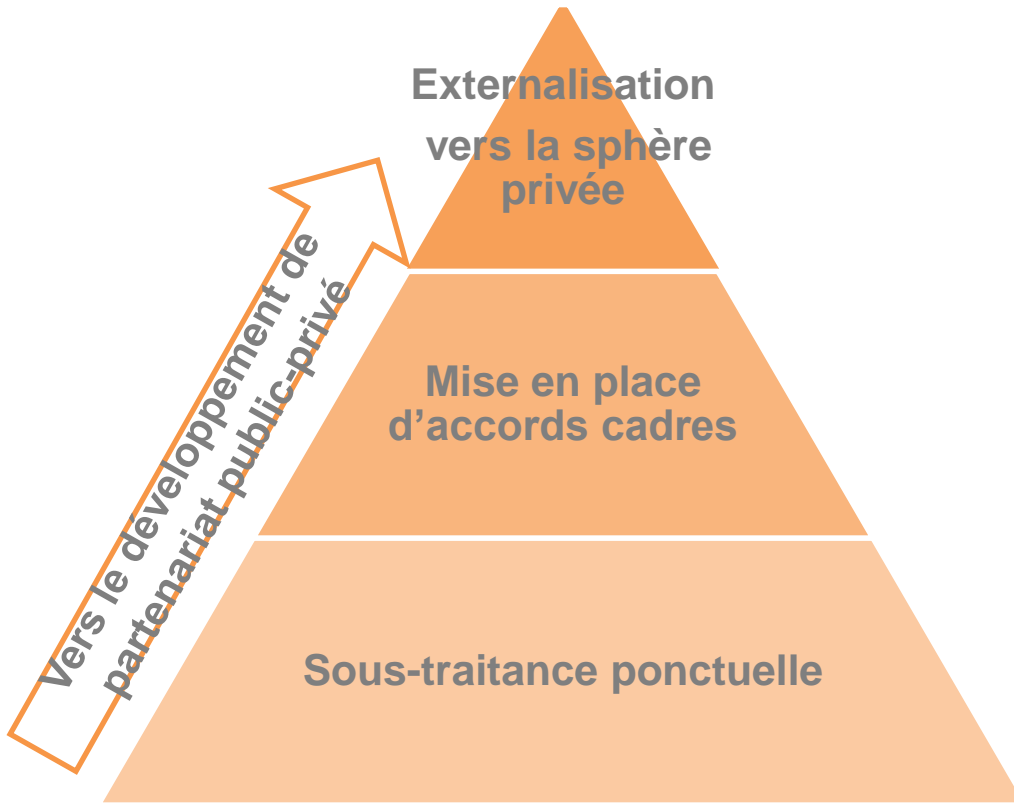 Externalisation
vers la sphère
privée
Vers le développement de
partenariat public-privé
Mise en place
d’accords cadres
Sous-traitance ponctuelle